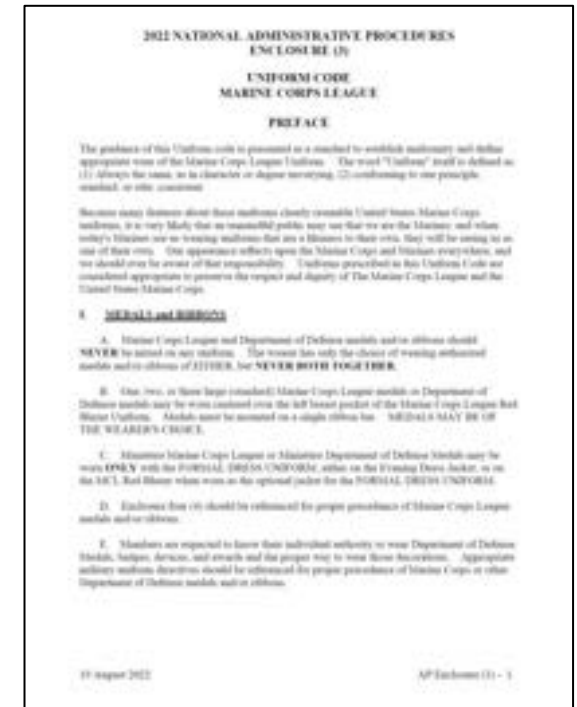 2022 NATIONAL ADMINISTRATIVE PROCEDURES
ENCLOSURE (3)
UNIFORM CODE
MARINE CORPS LEAGUE
PREFACE
The guidance of this Uniform code is presented as a standard to establish uniformity and define
appropriate wear of the Marine Corps League Uniform. The word "Uniform" itself is defined as
(1) Always the same, as in character or degree unvarying, (2) conforming to one principle,
standard, or rule, consistent.
Because many features about these uniforms closely resemble United States Marine Corps
uniforms, it is very likely that an public may see that we are the Marines; and when
today's Marines see us wearing uniforms that are a likeness to their own, they will be seeing us as
one of their own. Our appearance reflects upon the Marine Corps and Marines everywhere, and
we should ever be aware of that responsibility. Uniforms prescribed in this Uniform Code are
considered appropriate to preserve the respect and dignity of The Marine Corps League and the
United States Marine Corps.
I. MEDALS and RIBBONS
A. Marine Corps League and Department of Defense medals and/or ribbons should
NEVER be mixed on any uniform. The wearer has only the choice of wearing authorized
medals and/or ribbons of EITHER, but NEVER BOTH TOGETHER.
B. One, two, or three large (standard) Marine Corps League medals or Department of
Defense medals may be worn centered over the left breast pocket of the Marine Corps League Red
Blazer Uniform. Medals must be mounted on a single ribbon bar. MEDALS MAY BE OF
THE WEARER'S CHOICE.
C. Miniature Marine Corps League or Miniature Department of Defense Medals may be
worn ONLY with the FORMAL DRESS UNIFORM, either on the Evening Dress Jacket, or on
the MCL Red Blazer when worn as the optional jacket for the FORMAL DRESS UNIFORM.
D. Enclosure four (4) should be referenced for proper precedence of Marine Corps League
medals and/or ribbons.
E. Members are expected to know their individual authority to wear Department of Defense
Medals, badges, devices, and awards and the proper way to wear those decorations. Appropriate
military uniform directives should be referenced for proper precedence of Marine Corps or other
Department of Defense medals and/or ribbons.
19 August 2022
AP Enclosure (3) - 1